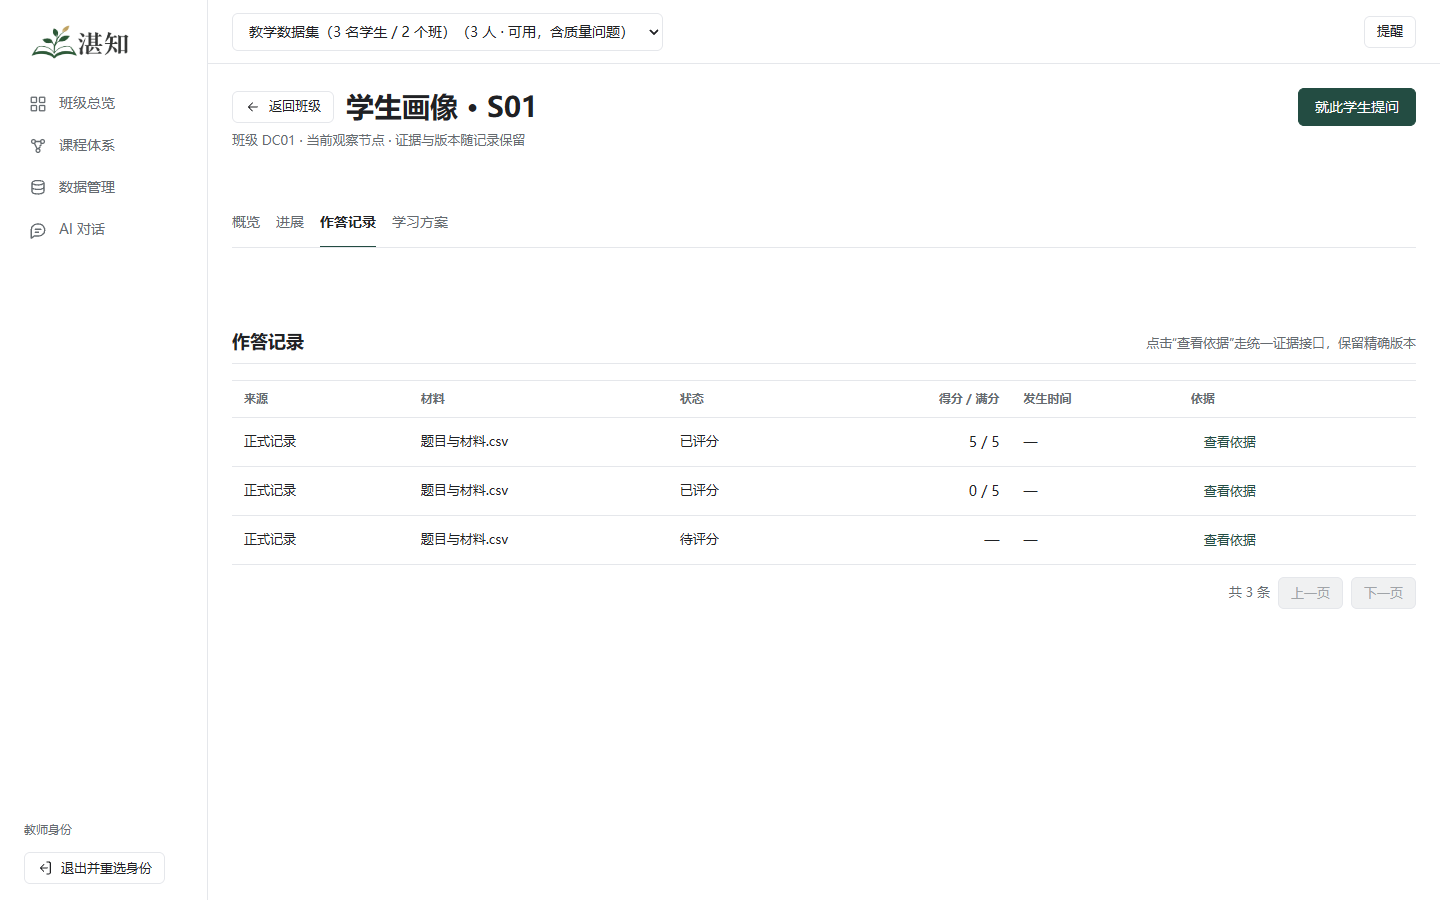 湛知
班级总览
课程体系
数据管理
AI 对话
教师身份
退出并重选身份
教学数据集（3 名学生 / 2 个班）（3 人 · 可用，含质量问题）
提醒
返回班级
学生画像 • S01
就此学生提问
班级 DC01 · 当前观察节点 · 证据与版本随记录保留
概览 进展 作答记录 学习方案
作答记录
点击“查看依据”走统一证据接口，保留精确版本
来源 材料 状态 得分 / 满分 发生时间 依据
正式记录 题目与材料.csv 已评分 5 / 5 — 查看依据
正式记录 题目与材料.csv 已评分 0 / 5 — 查看依据
正式记录 题目与材料.csv 待评分 — — 查看依据
共 3 条 上一页 下一页